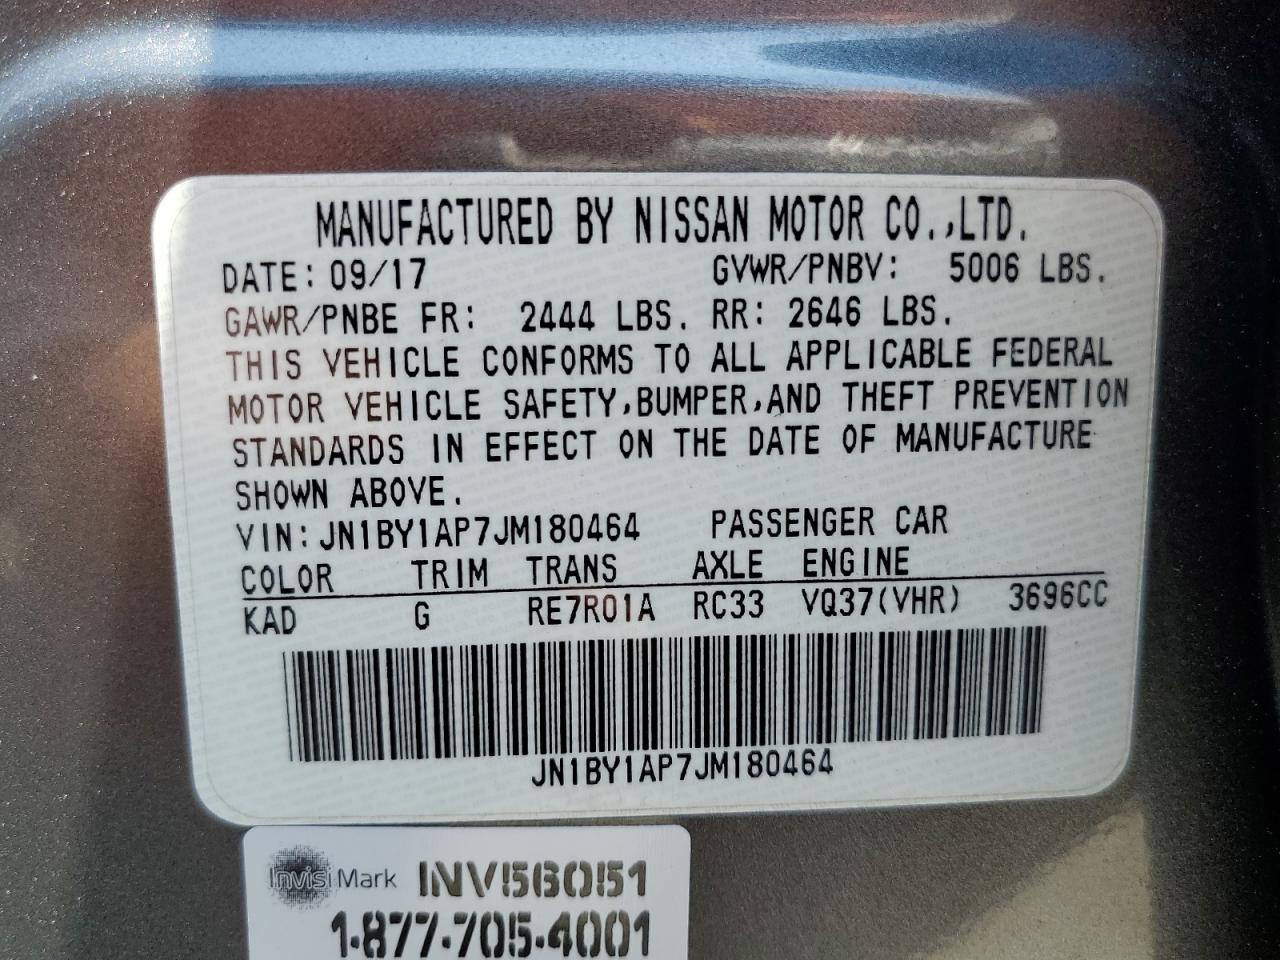 MANUFACTURED BY NISSAN MOTOR CO.,LTD.
DATE: 09/17 GVWR/PNBV: 5006 LBS.
GAWR/PNBE FR: 2444 LBS. RR: 2646 LBS.
THIS VEHICLE CONFORMS TO ALL APPLICABLE FEDERAL
MOTOR VEHICLE SAFETY,BUMPER,AND THEFT PREVENTION
STANDARDS IN EFFECT ON THE DATE OF MANUFACTURE
SHOWN ABOVE.
VIN: JN1BY1AP7JM180464 PASSENGER CAR
COLOR TRIM TRANS AXLE ENGINE
KAD G RE7R01A RC33 VQ37(VHR) 3696CC
JN1BY1AP7JM180464
InvisiMark INV56051
1-877-705-4001